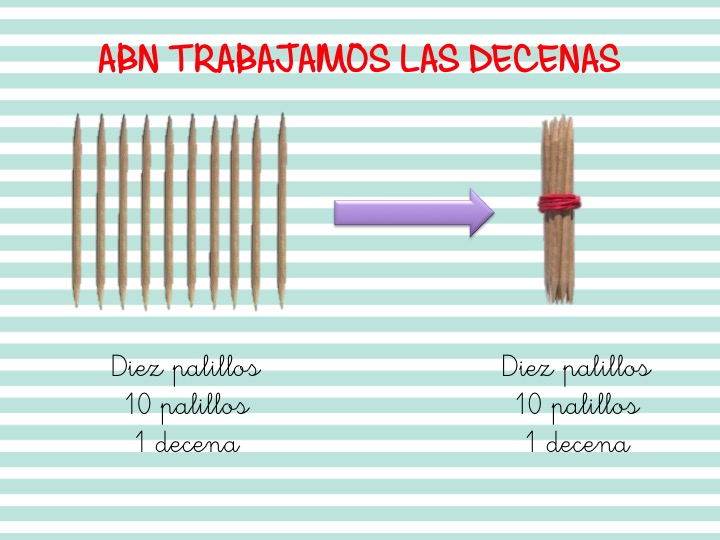 ABN TRABAJAMOS LAS DECENAS
Diez palillos
10 palillos
1 decena
Diez palillos
10 palillos
1 decena